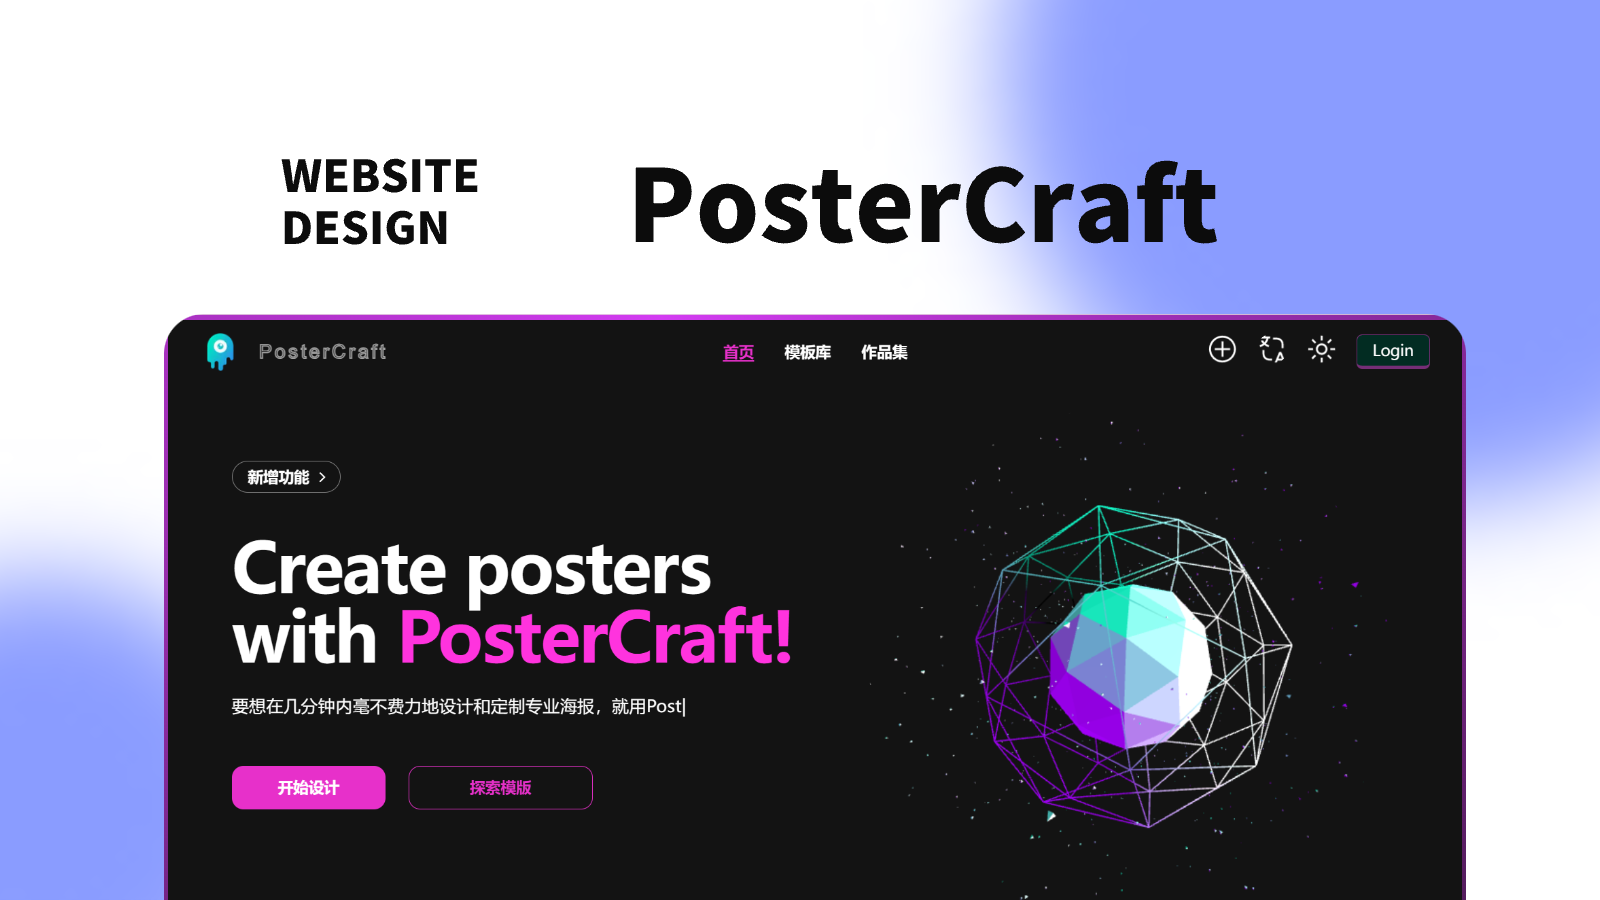 WEBSITE
DESIGN
PosterCraft
PosterCraft
首页 模板库 作品集
Login
新增功能 >
Create posters
with PosterCraft!
要想在几分钟内毫不费力地设计和定制专业海报，就用Post|
开始设计
探索模版